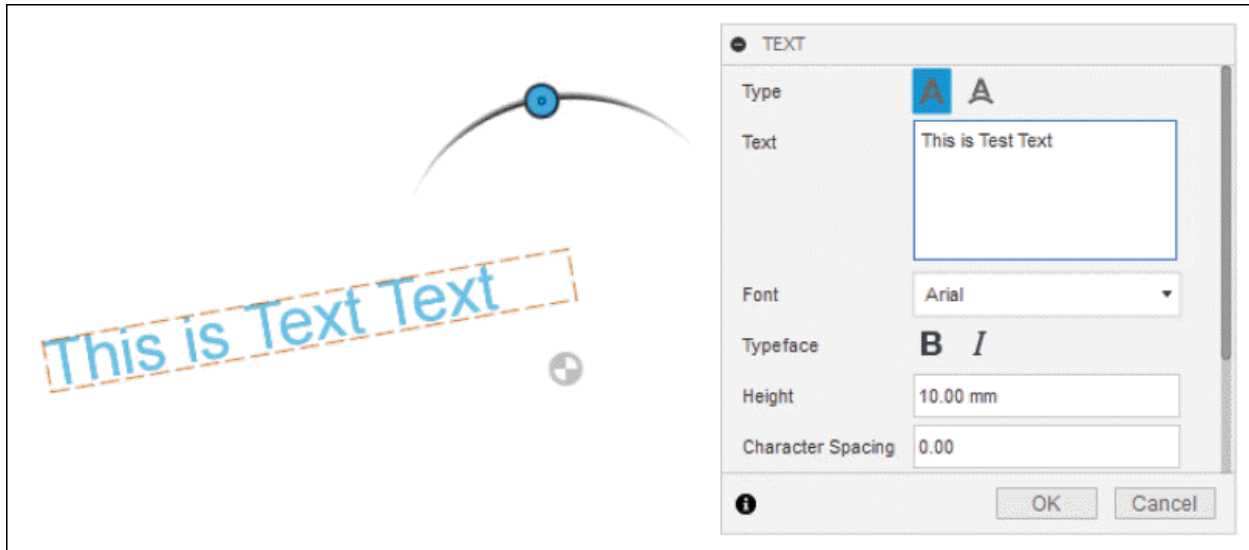 This is Text Text
TEXT
Type A A
Text This is Test Text
Font Arial
Typeface B I
Height 10.00 mm
Character Spacing 0.00
OK Cancel